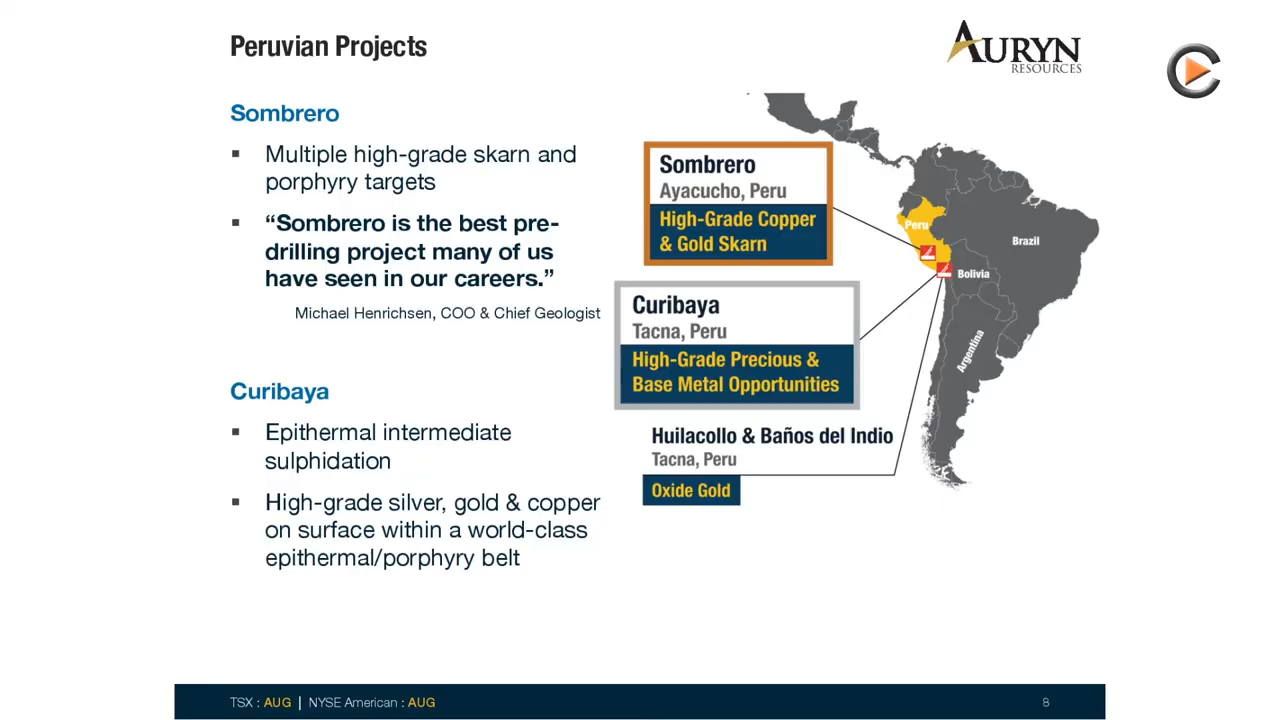 Peruvian Projects
AURYN
RESOURCES
Sombrero
▪ Multiple high-grade skarn and
porphyry targets
▪ “Sombrero is the best pre-
drilling project many of us
have seen in our careers.”
Michael Henrichsen, COO & Chief Geologist
Curibaya
▪ Epithermal intermediate
sulphidation
▪ High-grade silver, gold & copper
on surface within a world-class
epithermal/porphyry belt
Sombrero
Ayacucho, Peru
High-Grade Copper
& Gold Skarn
Curibaya
Tacna, Peru
High-Grade Precious &
Base Metal Opportunities
Huilacollo & Baños del Indio
Tacna, Peru
Oxide Gold
Peru
Brazil
Bolivia
Argentina
TSX : AUG | NYSE American : AUG
8